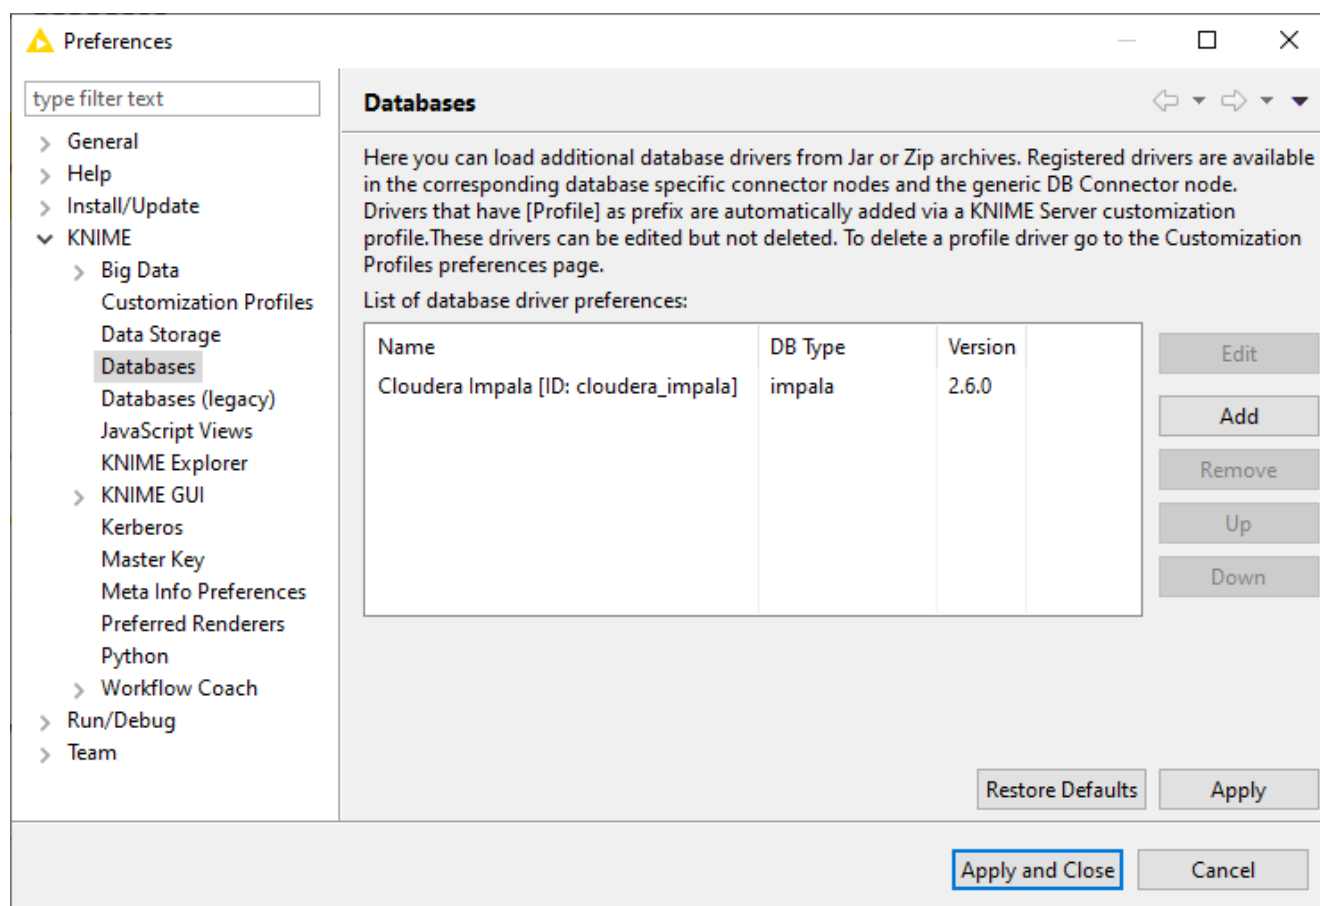 Preferences
type filter text
General
Help
Install/Update
KNIME
Big Data
Customization Profiles
Data Storage
Databases
Databases (legacy)
JavaScript Views
KNIME Explorer
KNIME GUI
Kerberos
Master Key
Meta Info Preferences
Preferred Renderers
Python
Workflow Coach
Run/Debug
Team
Databases
Here you can load additional database drivers from Jar or Zip archives. Registered drivers are available
in the corresponding database specific connector nodes and the generic DB Connector node.
Drivers that have [Profile] as prefix are automatically added via a KNIME Server customization
profile.These drivers can be edited but not deleted. To delete a profile driver go to the Customization
Profiles preferences page.
List of database driver preferences:
Name DB Type Version
Cloudera Impala [ID: cloudera_impala] impala 2.6.0
Edit
Add
Remove
Up
Down
Restore Defaults Apply
Apply and Close Cancel